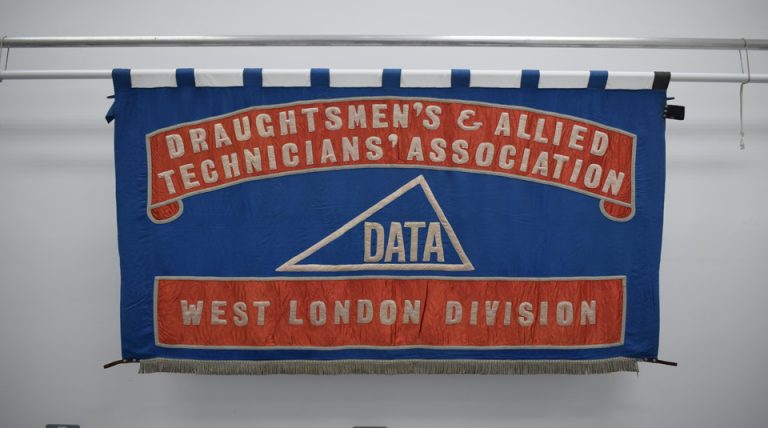 DRAUGHTSMEN'S & ALLIED
TECHNICIANS' ASSOCIATION
DATA
WEST LONDON DIVISION